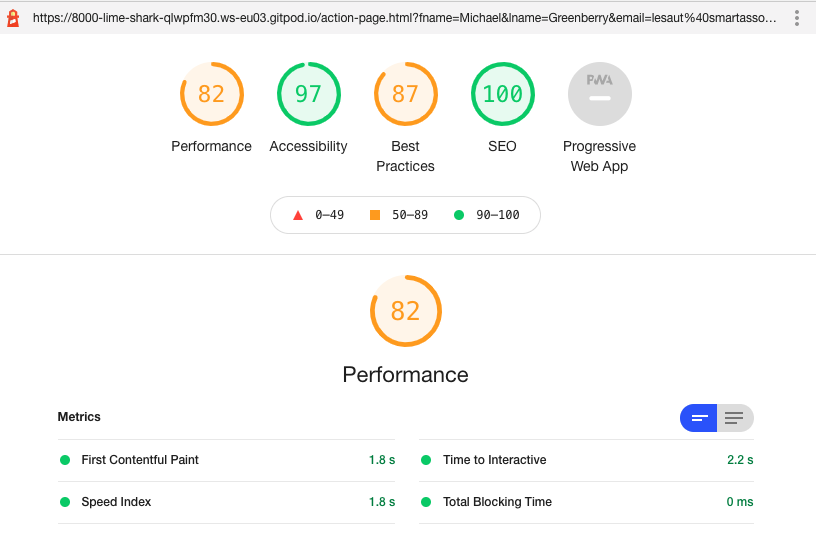 https://8000-lime-shark-qlwpfm30.ws-eu03.gitpod.io/action-page.html?fname=Michael&lname=Greenberry&email=lesaut%40smartasso...
82 97 87 100 PWA
Performance Accessibility Best Practices SEO Progressive Web App
0–49 50–89 90–100
82
Performance
Metrics
First Contentful Paint 1.8 s Time to Interactive 2.2 s
Speed Index 1.8 s Total Blocking Time 0 ms